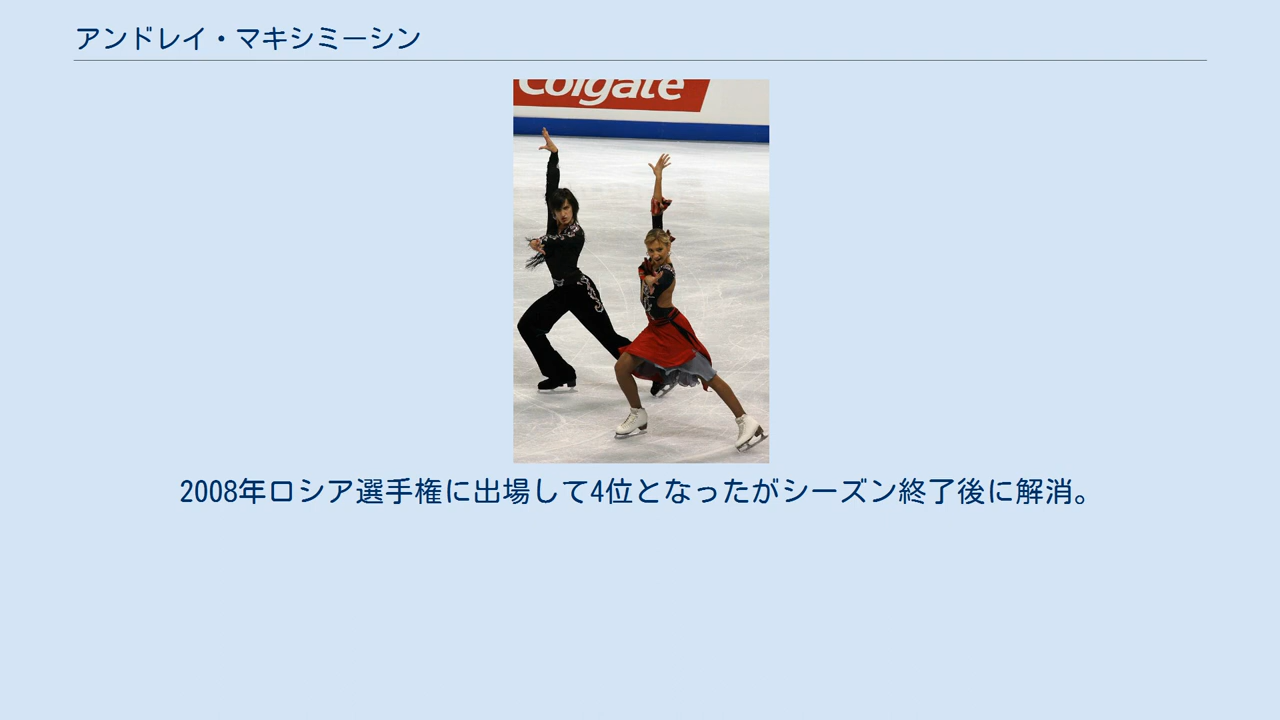 アンドレイ・マキシミーシン
Colgate
2008年ロシア選手権に出場して4位となったがシーズン終了後に解消。